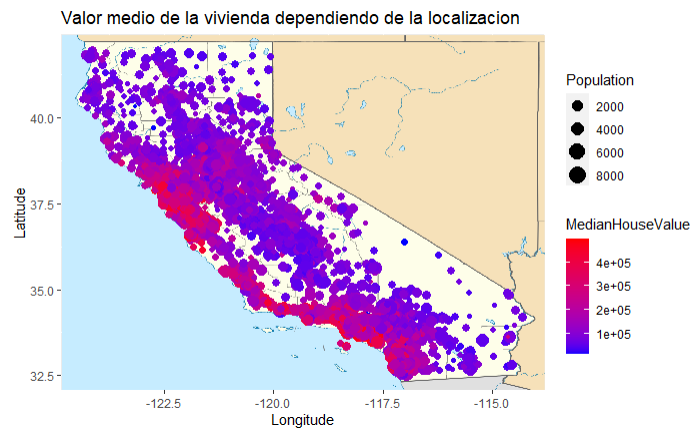 Valor medio de la vivienda dependiendo de la localizacion
Population
2000
4000
6000
8000
MedianHouseValue
4e+05
3e+05
2e+05
1e+05
Latitude
40.0
37.5
35.0
32.5
-122.5
-120.0
-117.5
-115.0
Longitude